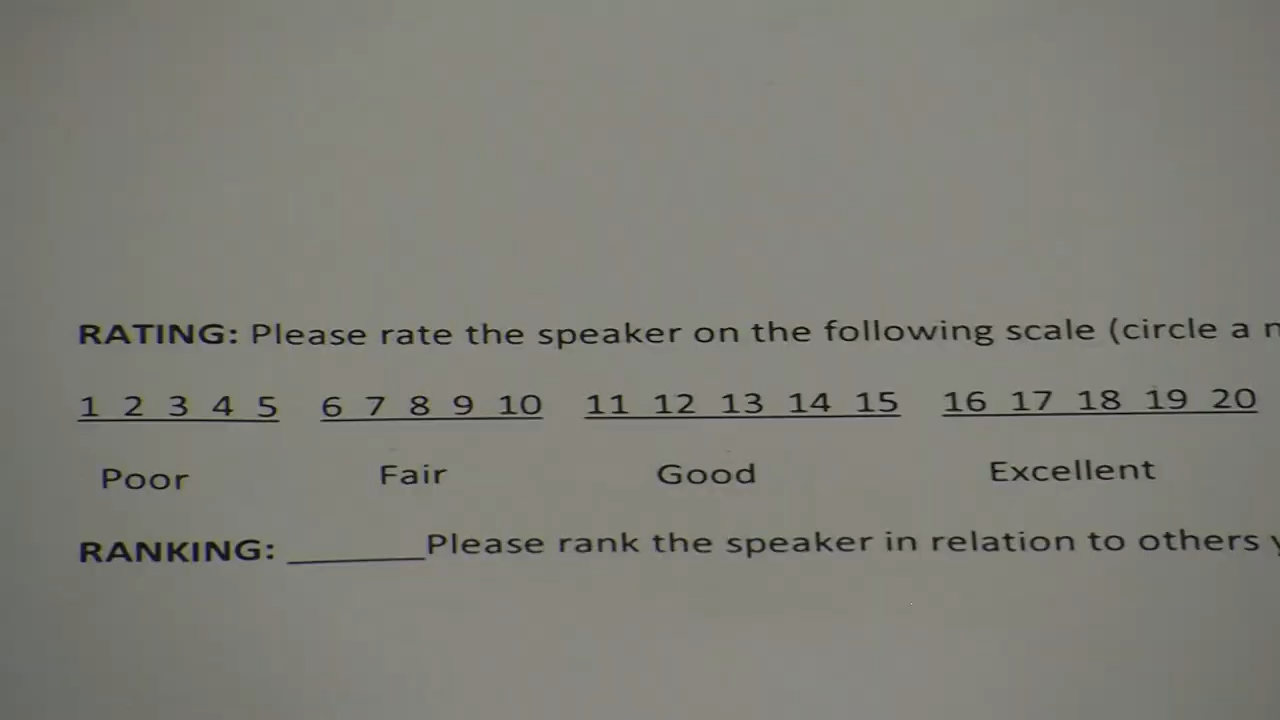 RATING: Please rate the speaker on the following scale (circle a
1 2 3 4 5 6 7 8 9 10 11 12 13 14 15 16 17 18 19 20
Poor Fair Good Excellent
RANKING: _______Please rank the speaker in relation to others